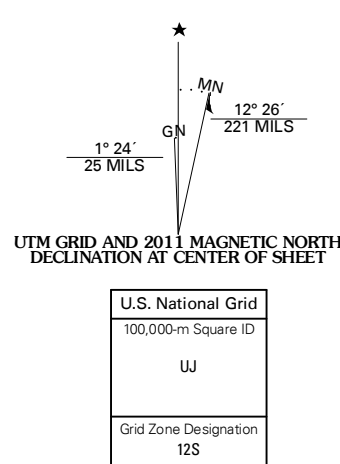 MN
12° 26´
221 MILS
GN
1° 24´
25 MILS
UTM GRID AND 2011 MAGNETIC NORTH
DECLINATION AT CENTER OF SHEET
U.S. National Grid
100,000-m Square ID
UJ
Grid Zone Designation
12S